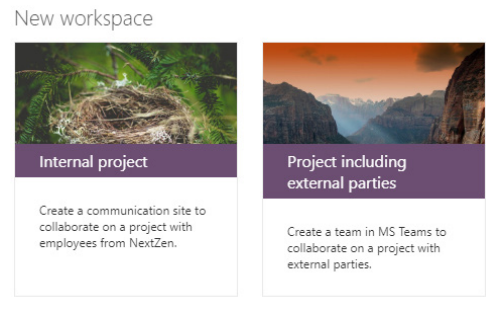 New workspace
Internal project
Create a communication site to
collaborate on a project with
employees from NextZen.
Project including
external parties
Create a team in MS Teams to
collaborate on a project with
external parties.